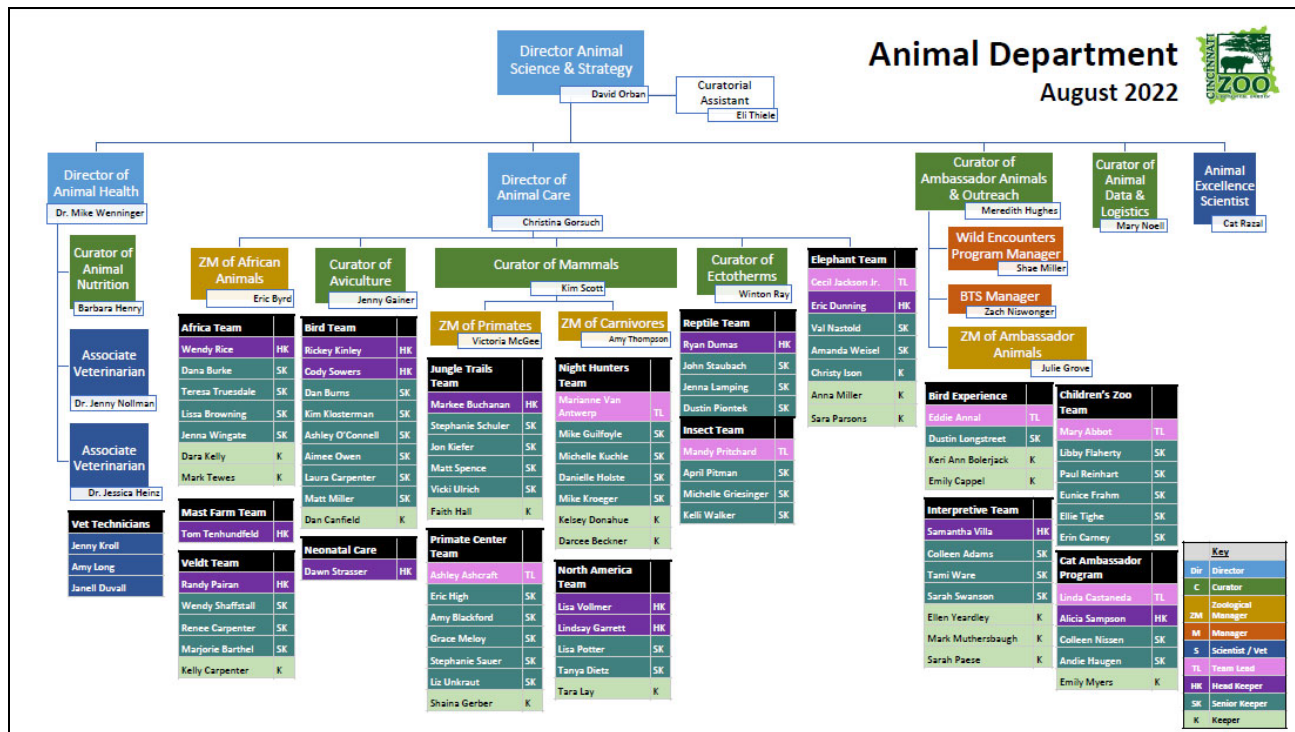 Animal Department
August 2022
CINCINNATI
ZOO
Director Animal
Science & Strategy
David Orban
Curatorial
Assistant
Eli Thiele
Director of
Animal Health
Dr. Mike Wenninger
Curator of
Animal
Nutrition
Barbara Henry
Associate
Veterinarian
Dr. Jenny Nollman
Associate
Veterinarian
Dr. Jessica Heinz
Vet Technicians
Jenny Kroll
Amy Long
Janell Duvall
Director of
Animal Care
Christina Gorsuch
ZM of African
Animals
Eric Byrd
Africa Team
Wendy Rice HK
Dana Burke SK
Teresa Truesdale SK
Lissa Browning SK
Jenna Wingate SK
Dara Kelly K
Mark Tewes K
Mast Farm Team
Tom Tenhundfeld HK
Veldt Team
Randy Pairan HK
Wendy Shaffstall SK
Renee Carpenter SK
Marjorie Barthel SK
Kelly Carpenter K
Curator of
Aviculture
Jenny Gainer
Bird Team
Rickey Kinley HK
Cody Sowers HK
Dan Burns SK
Kim Klosterman SK
Ashley O'Connell SK
Aimee Owen SK
Laura Carpenter SK
Matt Miller SK
Dan Canfield K
Neonatal Care
Dawn Strasser HK
Curator of Mammals
Kim Scott
ZM of Primates
Victoria McGee
Jungle Trails
Team
Markee Buchanan HK
Stephanie Schuler SK
Jon Kiefer SK
Matt Spence SK
Vicki Ulrich SK
Faith Hall K
Primate Center
Team
Ashley Ashcraft TL
Eric High SK
Amy Blackford SK
Grace Meloy SK
Stephanie Sauer SK
Liz Unkraut SK
Shaina Gerber K
ZM of Carnivores
Amy Thompson
Night Hunters
Team
Marianne Van
Antwerp TL
Mike Guilfoyle SK
Michelle Kuchle SK
Danielle Holste SK
Mike Kroeger SK
Kelsey Donahue K
Darcee Beckner K
North America
Team
Lisa Vollmer HK
Lindsay Garrett HK
Lisa Potter SK
Tanya Dietz SK
Tara Lay K
Curator of
Ectotherms
Winton Ray
Reptile Team
Ryan Dumas HK
John Staubach SK
Jenna Lamping SK
Dustin Piontek SK
Insect Team
Mandy Pritchard TL
April Pitman SK
Michelle Griesinger SK
Kelli Walker SK
Elephant Team
Cecil Jackson Jr. TL
Eric Dunning HK
Val Nastold SK
Amanda Weisel SK
Christy Ison K
Anna Miller K
Sara Parsons K
Curator of
Ambassador Animals
& Outreach
Meredith Hughes
Wild Encounters
Program Manager
Shae Miller
BTS Manager
Zach Niswonger
ZM of Ambassador
Animals
Julie Grove
Bird Experience
Eddie Annal TL
Dustin Longstreet SK
Keri Ann Bolerjack K
Emily Cappel K
Interpretive Team
Samantha Villa HK
Colleen Adams SK
Tami Ware SK
Sarah Swanson SK
Ellen Yeardley K
Mark Muthersbaugh K
Sarah Paese K
Children's Zoo
Team
Mary Abbot TL
Libby Flaherty SK
Paul Reinhart SK
Eunice Frahm SK
Ellie Tighe SK
Erin Carney SK
Cat Ambassador
Program
Linda Castaneda TL
Alicia Sampson HK
Colleen Nissen SK
Andie Haugen SK
Emily Myers K
Curator of
Animal
Data &
Logistics
Mary Noell
Animal
Excellence
Scientist
Cat Razal
Key
Dir Director
C Curator
ZM Zoological Manager
M Manager
S Scientist / Vet
TL Team Lead
HK Head Keeper
SK Senior Keeper
K Keeper